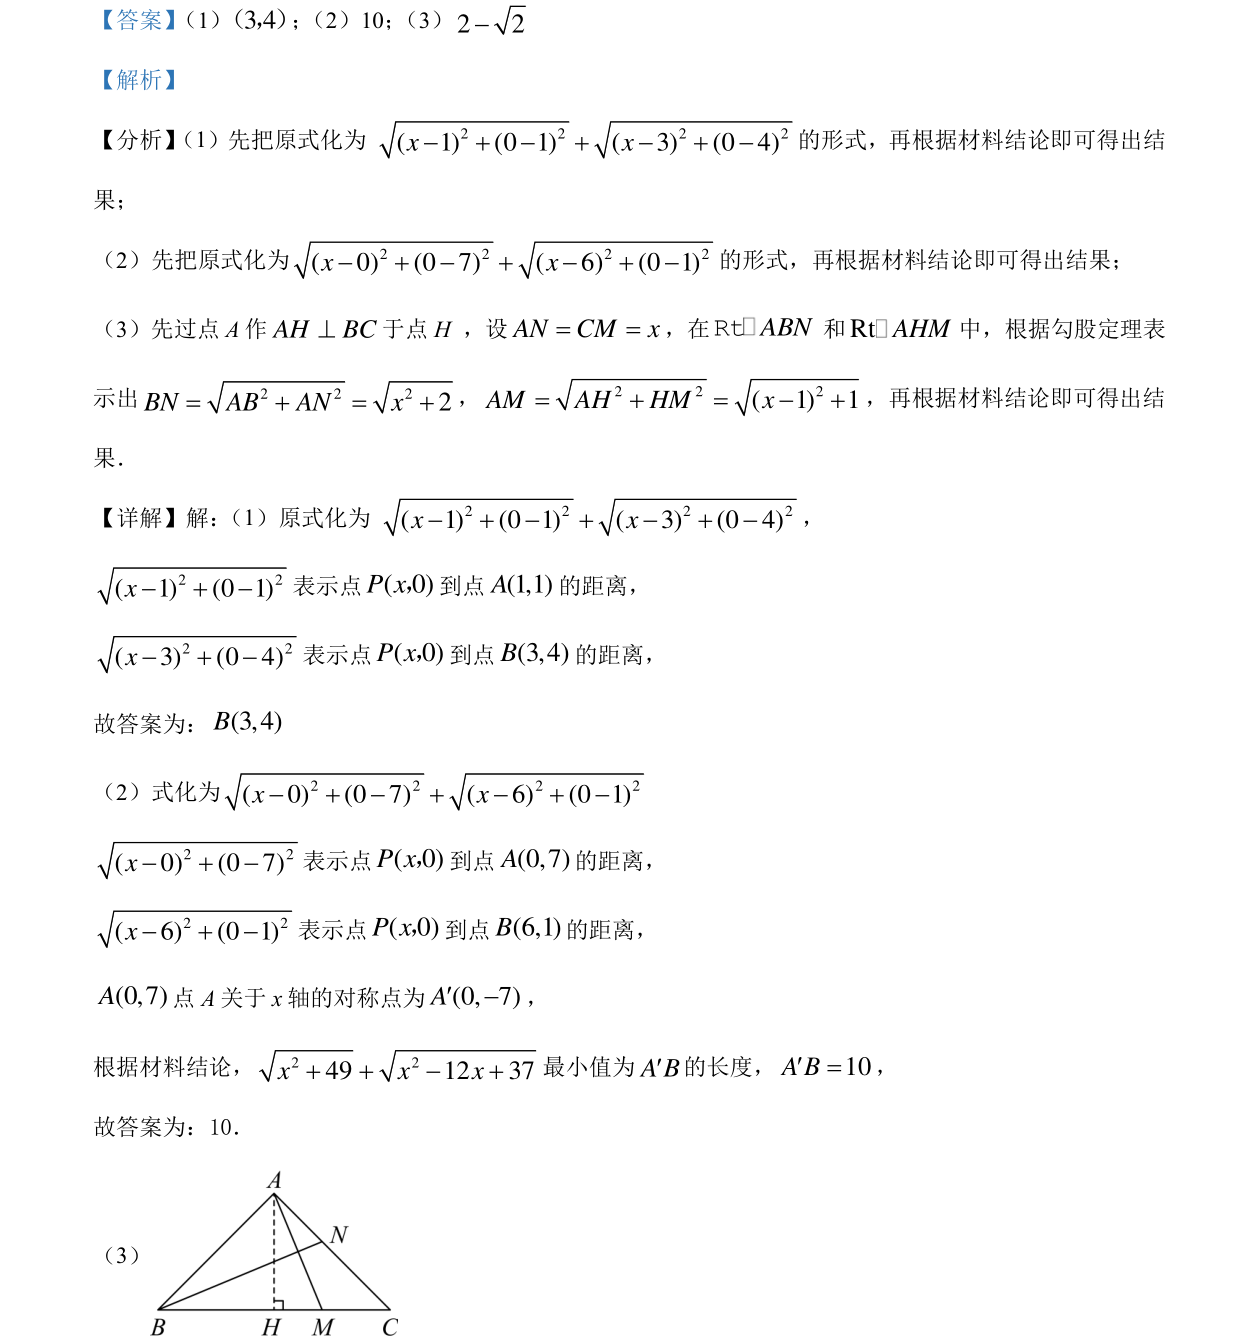 【答案】（1）(3,4)；（2）10；（3）2−√2
【解析】
【分析】（1）先把原式化为 √((x−1)²+(0−1)²)+√((x−3)²+(0−4)²) 的形式，再根据材料结论即可得出结
果；
（2）先把原式化为√((x−0)²+(0−7)²)+√((x−6)²+(0−1)²) 的形式，再根据材料结论即可得出结果；
（3）先过点 A 作 AH⊥BC 于点 H ，设 AN=CM=x，在Rt□ABN 和Rt□AHM 中，根据勾股定理表
示出 BN=√(AB²+AN²)=√(x²+2)，AM=√(AH²+HM²)=√((x−1)²+1)，再根据材料结论即可得出结
果．
【详解】解：（1）原式化为 √((x−1)²+(0−1)²)+√((x−3)²+(0−4)²)，
√((x−1)²+(0−1)²) 表示点 P(x,0) 到点 A(1,1) 的距离，
√((x−3)²+(0−4)²) 表示点 P(x,0) 到点 B(3,4) 的距离，
故答案为：B(3,4)
（2）式化为√((x−0)²+(0−7)²)+√((x−6)²+(0−1)²)
√((x−0)²+(0−7)²) 表示点 P(x,0) 到点 A(0,7) 的距离，
√((x−6)²+(0−1)²) 表示点 P(x,0) 到点 B(6,1) 的距离，
A(0,7) 点 A 关于 x 轴的对称点为 A′(0,−7)，
根据材料结论，√(x²+49)+√(x²−12x+37) 最小值为 A′B 的长度，A′B=10，
故答案为：10．
A
N
（3）
B H M C